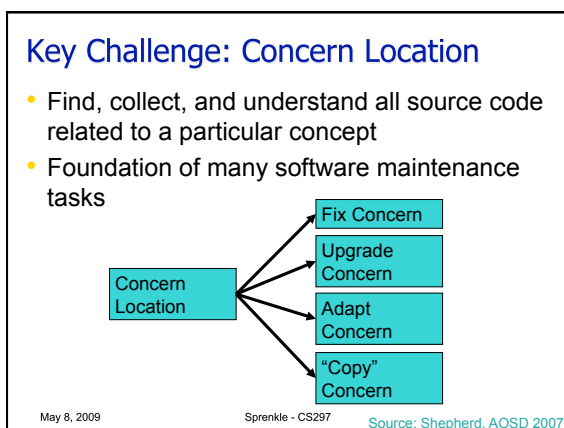 Key Challenge: Concern Location
• Find, collect, and understand all source code
related to a particular concept
• Foundation of many software maintenance
tasks
Concern
Location
Fix Concern
Upgrade
Concern
Adapt
Concern
“Copy”
Concern
May 8, 2009
Sprenkle - CS297
Source: Shepherd, AOSD 2007